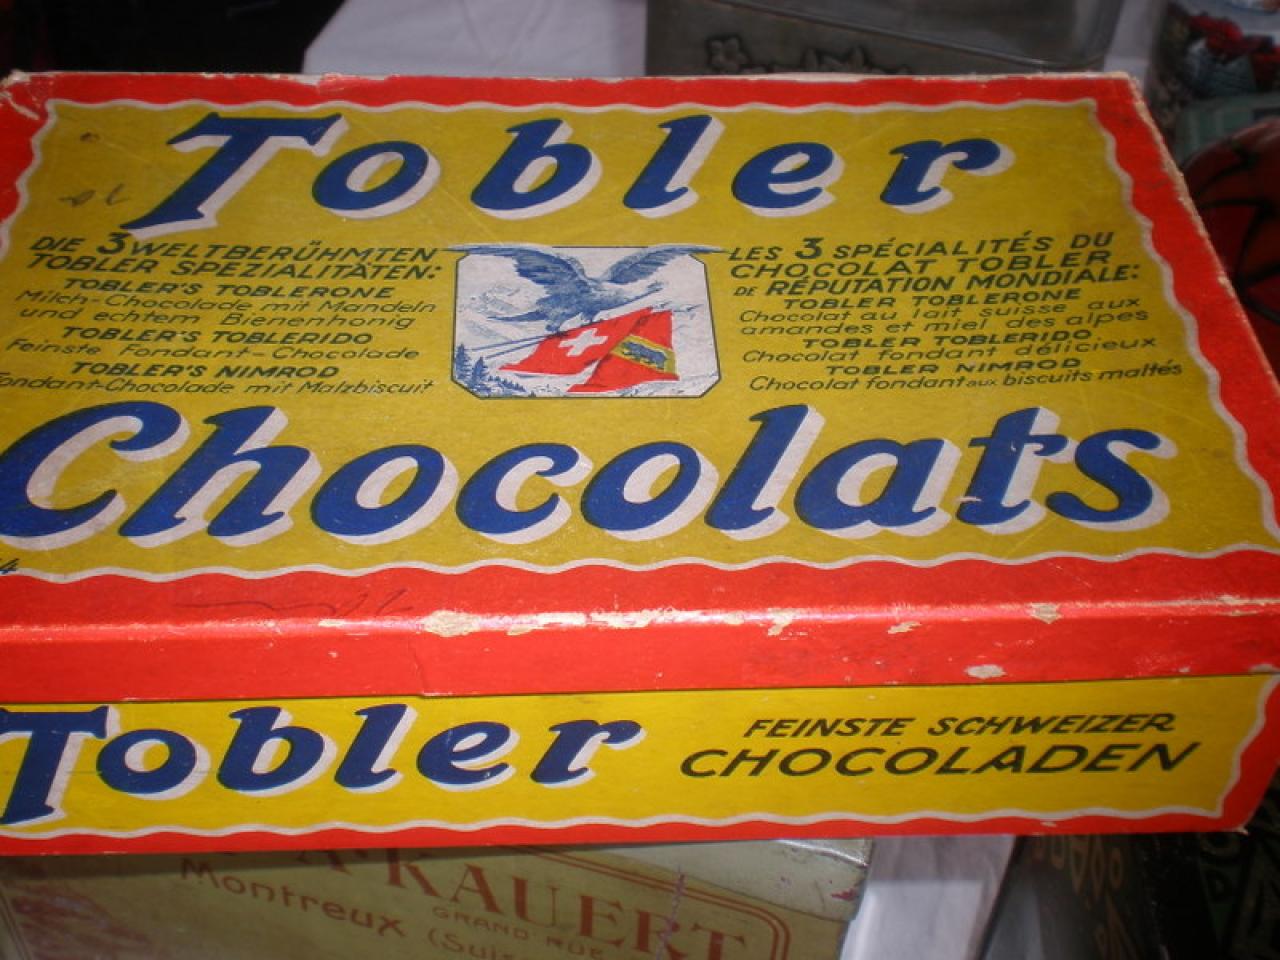 Tobler
DIE 3 WELTBERÜHMTEN
TOBLER SPEZIALITÄTEN:
TOBLER'S TOBLERONE
Milch-Chocolade mit Mandeln
und echtem Bienenhonig
TOBLER'S TOBLERIDO
Feinste Fondant-Chocolade
TOBLER'S NIMROD
Fondant-Chocolade mit Malzbiscuit
LES 3 SPÉCIALITÉS DU
CHOCOLAT TOBLER
DE RÉPUTATION MONDIALE:
TOBLER TOBLERONE
Chocolat au lait suisse aux
amandes et miel des alpes
TOBLER TOBLERIDO
Chocolat fondant délicieux
TOBLER NIMROD
Chocolat fondant aux biscuits maltés
Chocolats
Tobler
FEINSTE SCHWEIZER
CHOCOLADEN
KAUERT
Montreux
GRAND-RUE